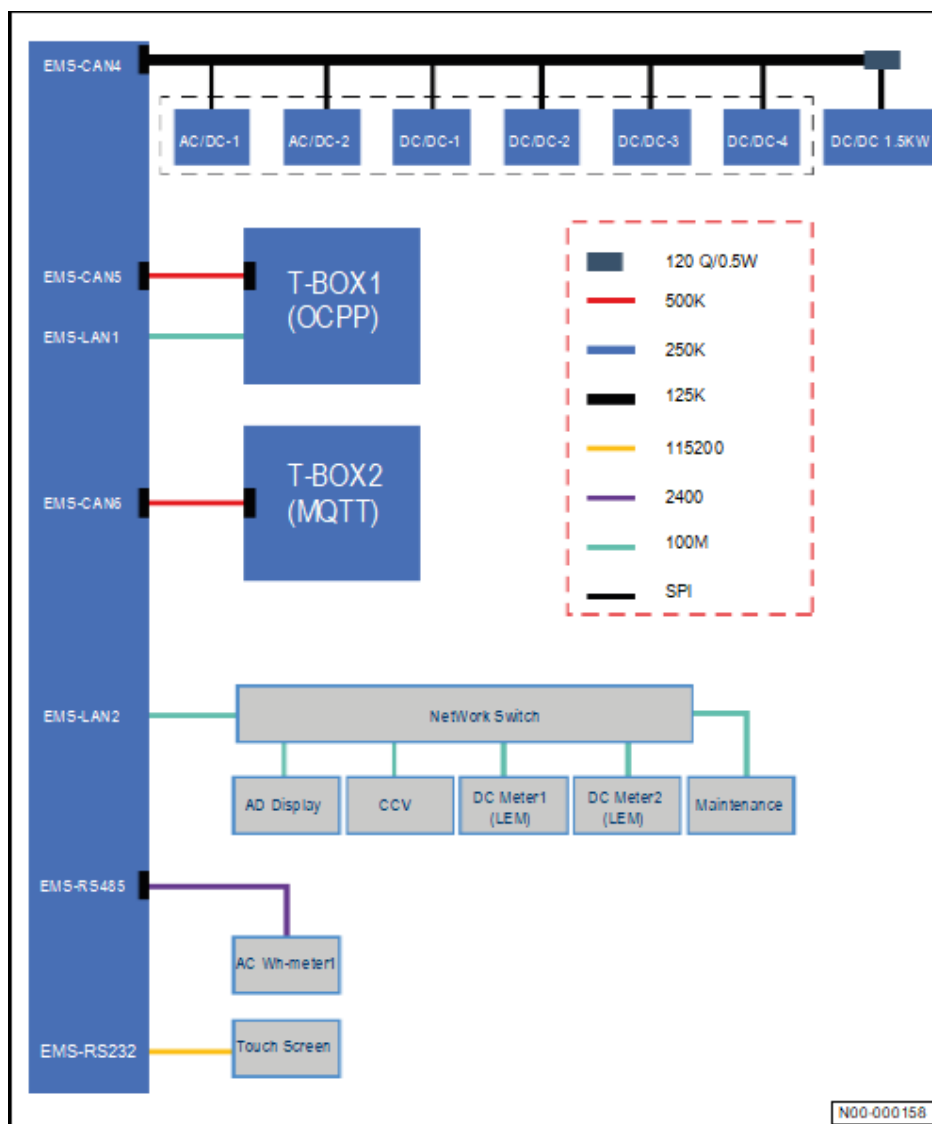 EMS-CAN4
AC/DC-1
AC/DC-2
DC/DC-1
DC/DC-2
DC/DC-3
DC/DC-4
DC/DC 1.5KW
EMS-CAN5
T-BOX1
(OCPP)
EMS-LAN1
EMS-CAN6
T-BOX2
(MQTT)
120 Q/0.5W
500K
250K
125K
115200
2400
100M
SPI
EMS-LAN2
NetWork Switch
AD Display
CCV
DC Meter1
(LEM)
DC Meter2
(LEM)
Maintenance
EMS-RS485
AC Wh-meter1
EMS-RS232
Touch Screen
N00-000158